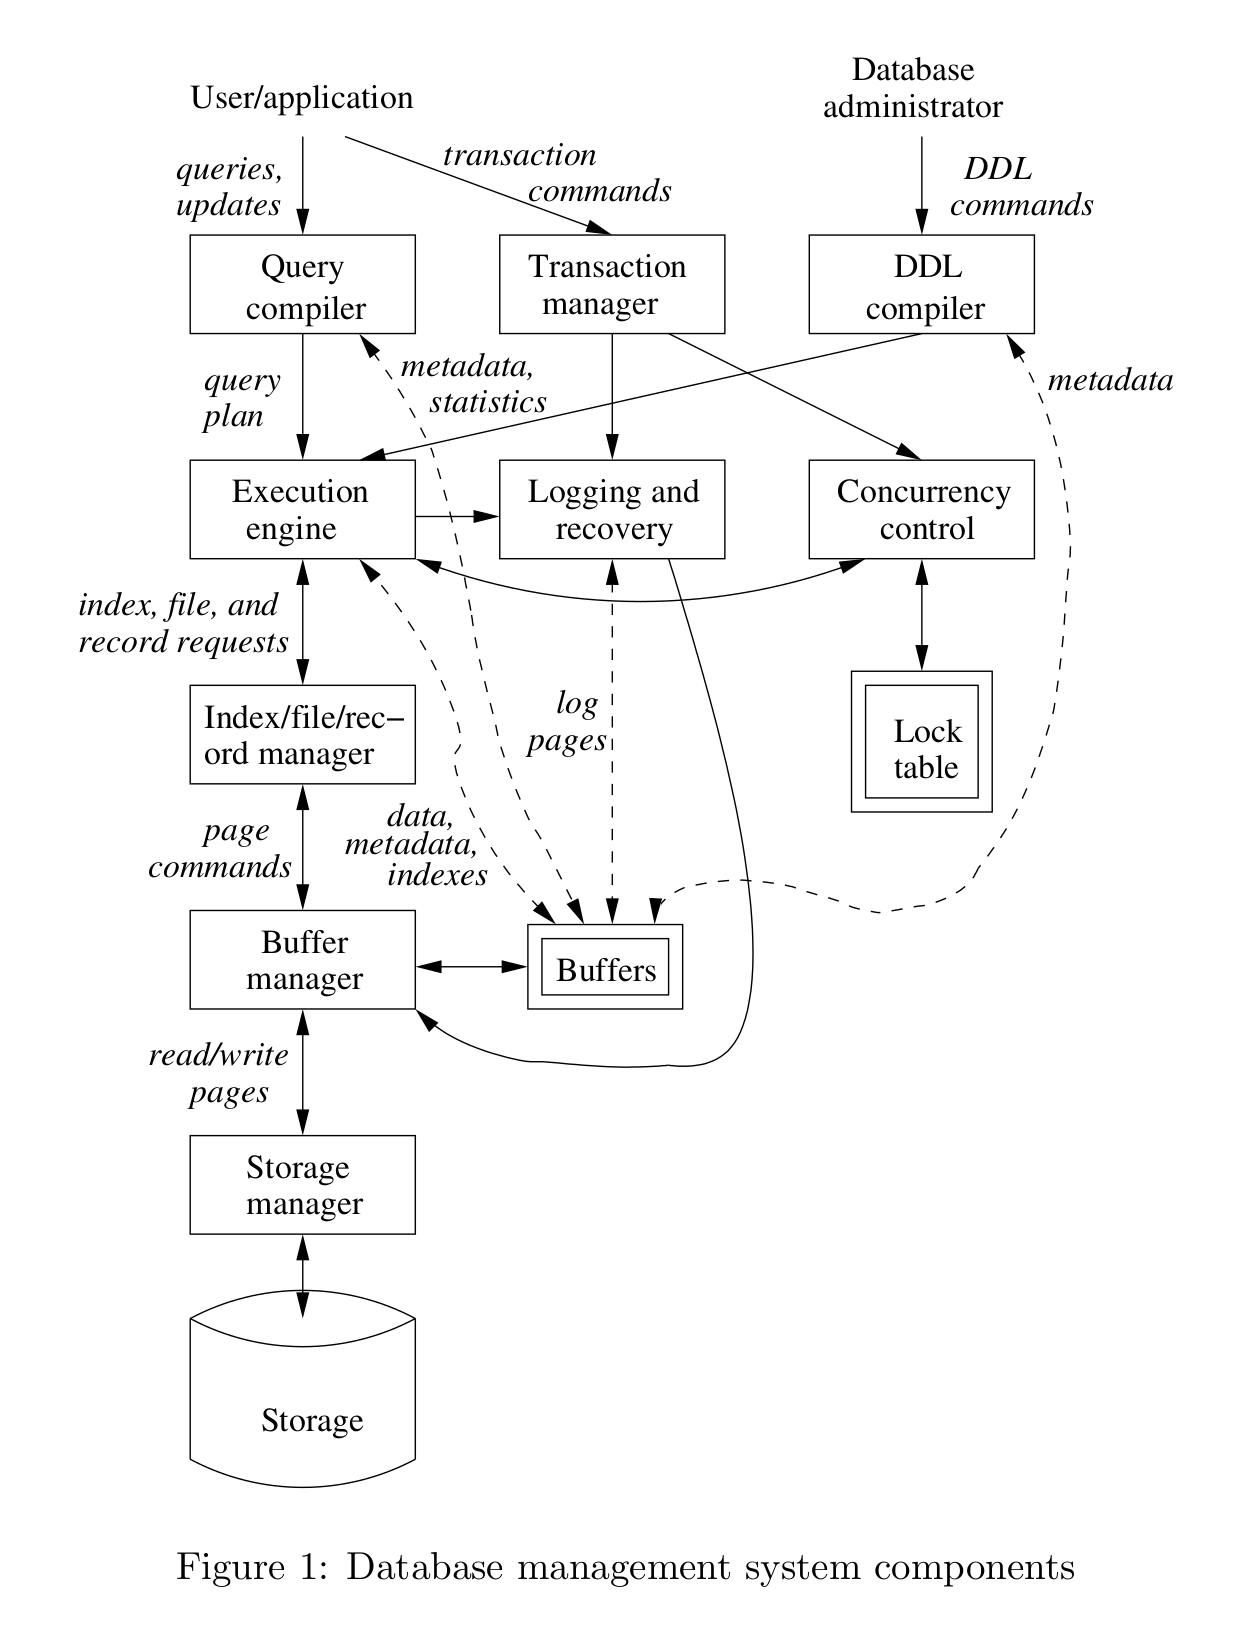 User/application
Database
administrator
queries,
updates
transaction
commands
DDL
commands
Query
compiler
Transaction
manager
DDL
compiler
query
plan
metadata,
statistics
metadata
Execution
engine
Logging and
recovery
Concurrency
control
index, file, and
record requests
log
pages
Index/file/rec–
ord manager
Lock
table
page
commands
data,
metadata,
indexes
Buffer
manager
Buffers
read/write
pages
Storage
manager
Storage
Figure 1: Database management system components